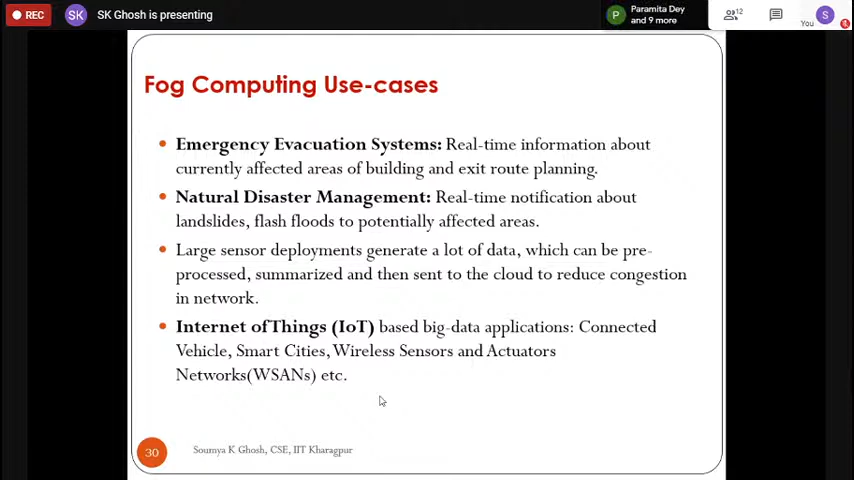 REC
SK
SK Ghosh is presenting
P
Paramita Dey
and 9 more
12
You
S
Fog Computing Use-cases
Emergency Evacuation Systems: Real-time information about
currently affected areas of building and exit route planning.
Natural Disaster Management: Real-time notification about
landslides, flash floods to potentially affected areas.
Large sensor deployments generate a lot of data, which can be pre-
processed, summarized and then sent to the cloud to reduce congestion
in network.
Internet of Things (IoT) based big-data applications: Connected
Vehicle, Smart Cities, Wireless Sensors and Actuators
Networks(WSANs) etc.
30
Soumya K Ghosh, CSE, IIT Kharagpur